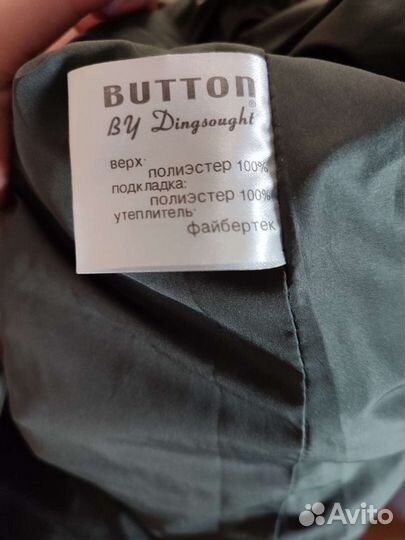 BUTTON
BY Dingsought®
верх:
полиэстер 100%
подкладка:
полиэстер 100%
утеплитель:
файбертек
Avito